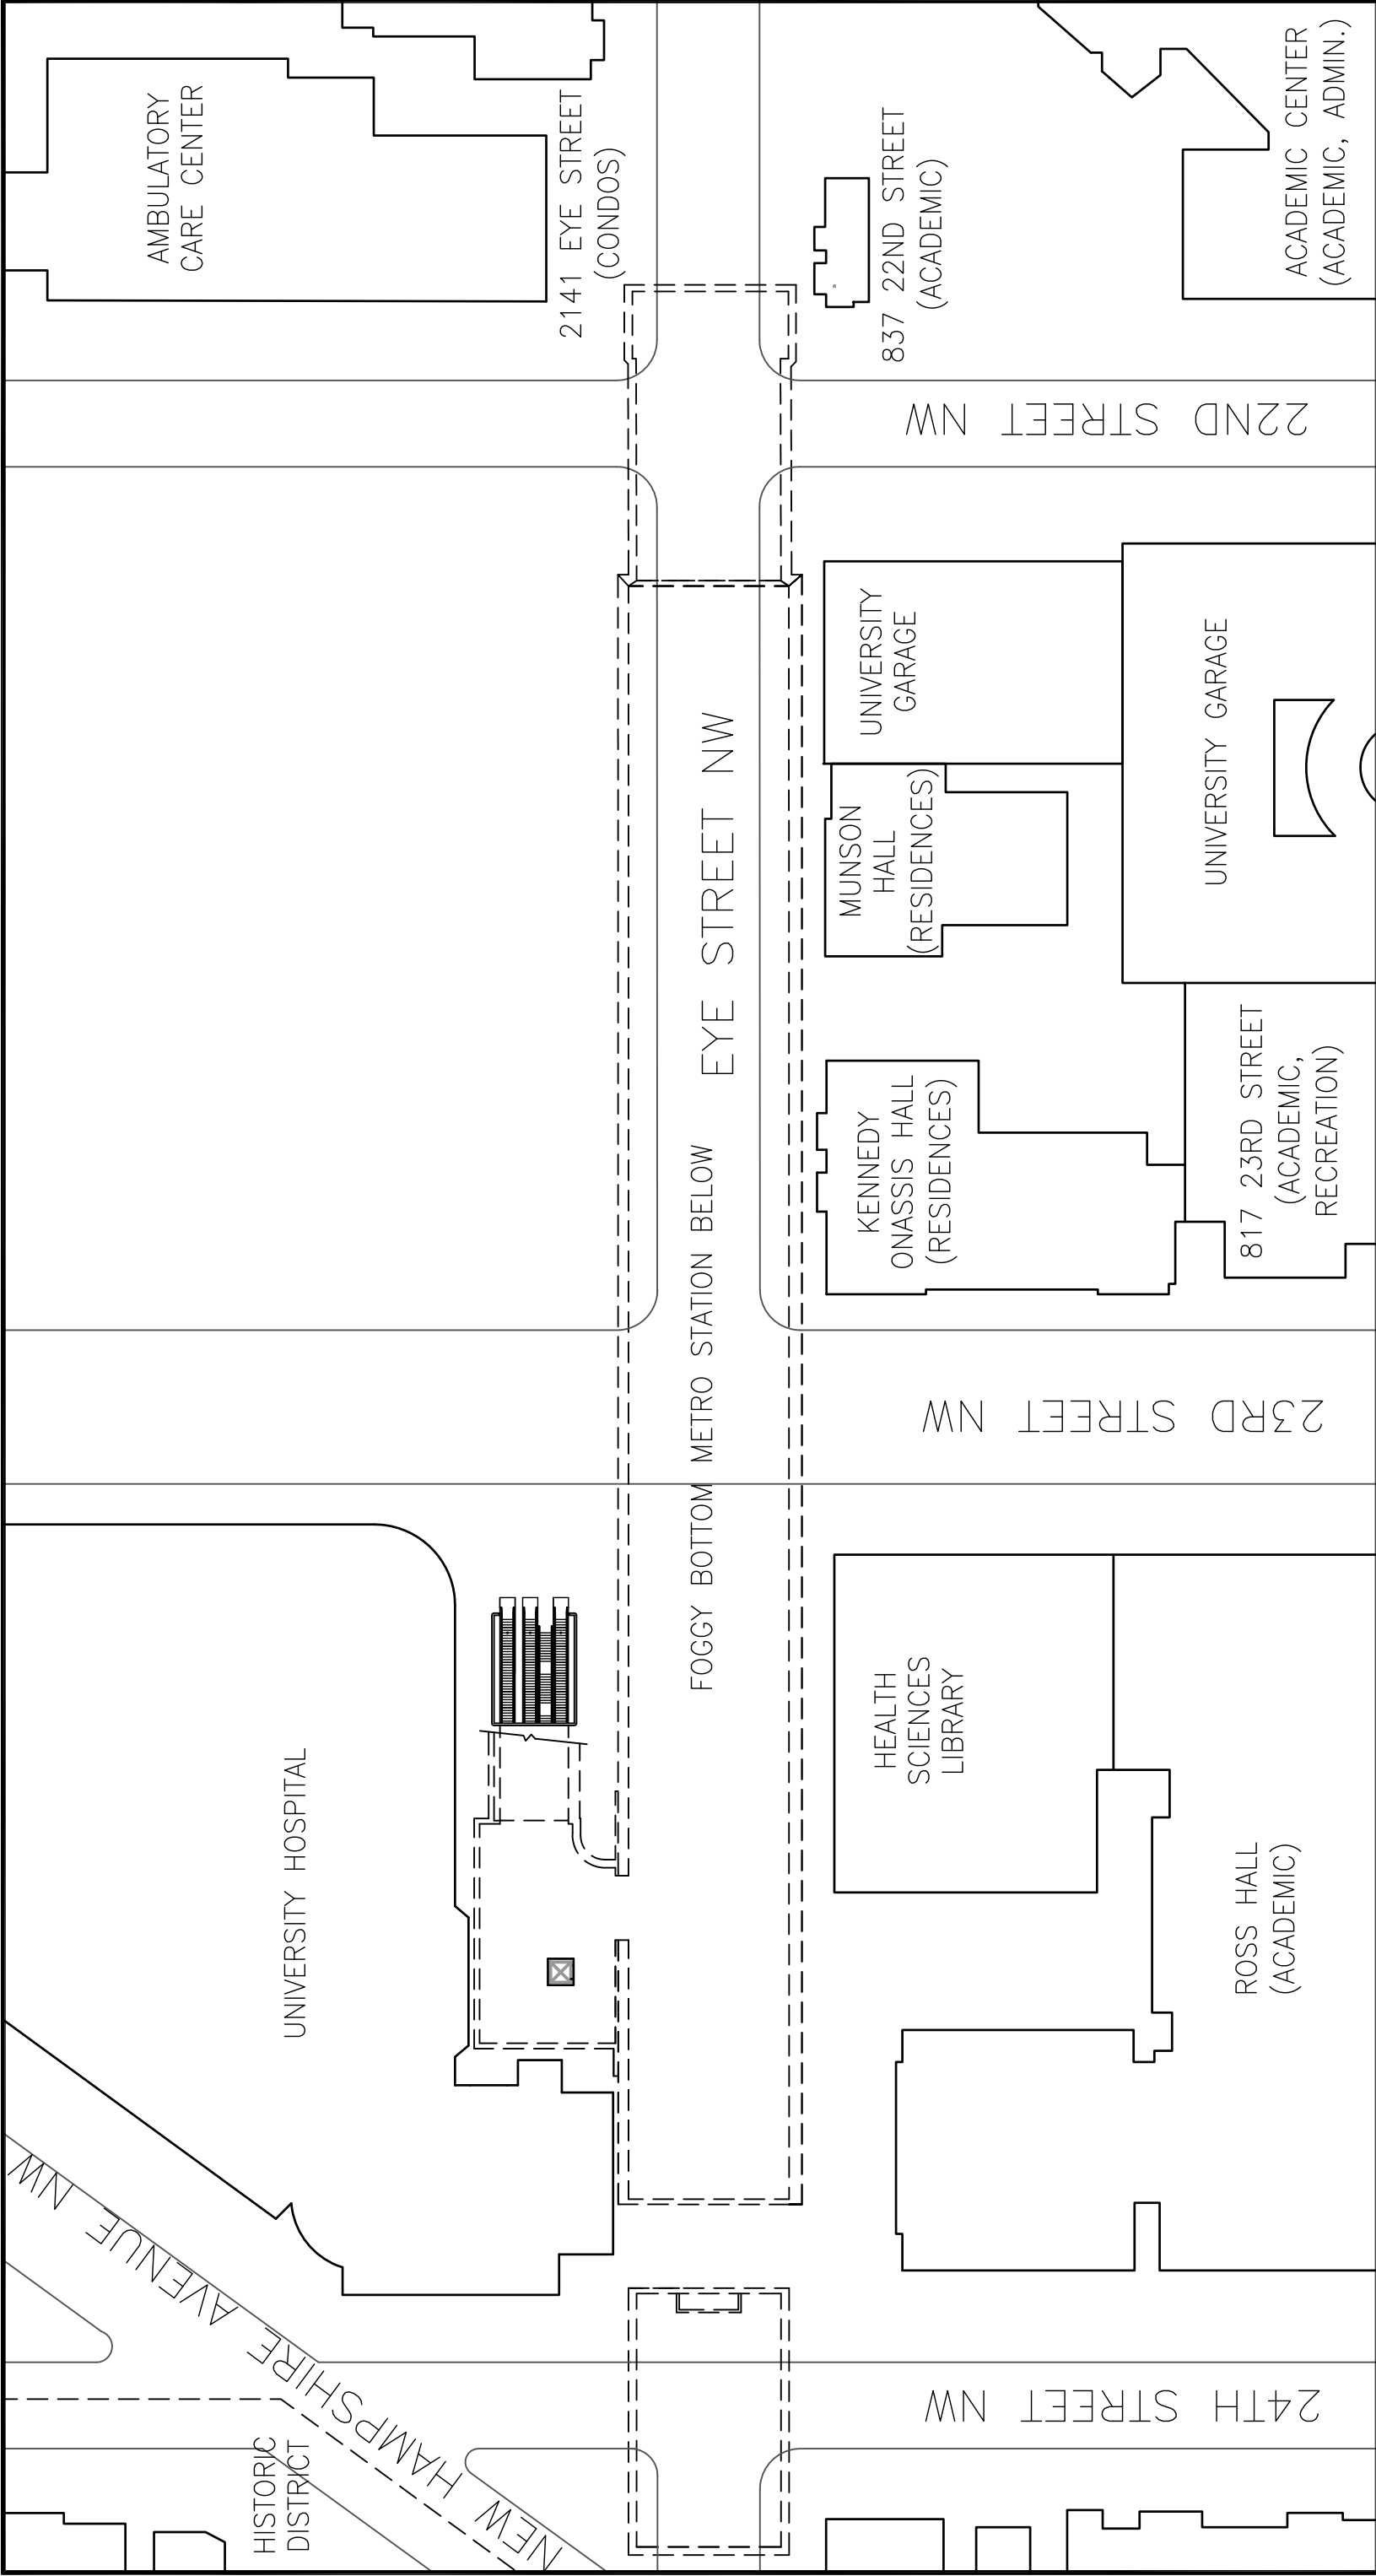 AMBULATORY
CARE CENTER
2141 EYE STREET
(CONDOS)
837 22ND STREET
(ACADEMIC)
ACADEMIC CENTER
(ACADEMIC, ADMIN.)
22ND STREET NW
UNIVERSITY
GARAGE
UNIVERSITY GARAGE
EYE STREET NW
MUNSON
HALL
(RESIDENCES)
KENNEDY
ONASSIS HALL
(RESIDENCES)
817 23RD STREET
(ACADEMIC,
RECREATION)
FOGGY BOTTOM METRO STATION BELOW
23RD STREET NW
UNIVERSITY HOSPITAL
HEALTH
SCIENCES
LIBRARY
ROSS HALL
(ACADEMIC)
NEW HAMPSHIRE AVENUE NW
24TH STREET NW
HISTORIC
DISTRICT